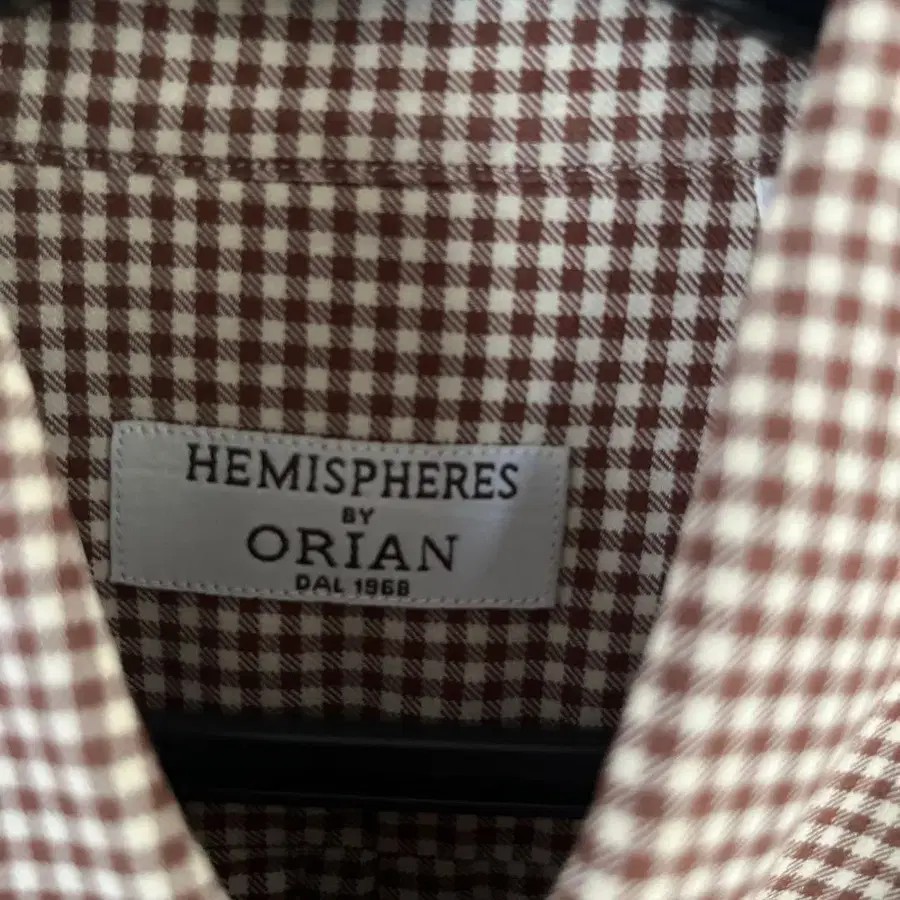 HEMISPHERES
BY
ORIAN
DAL 1968